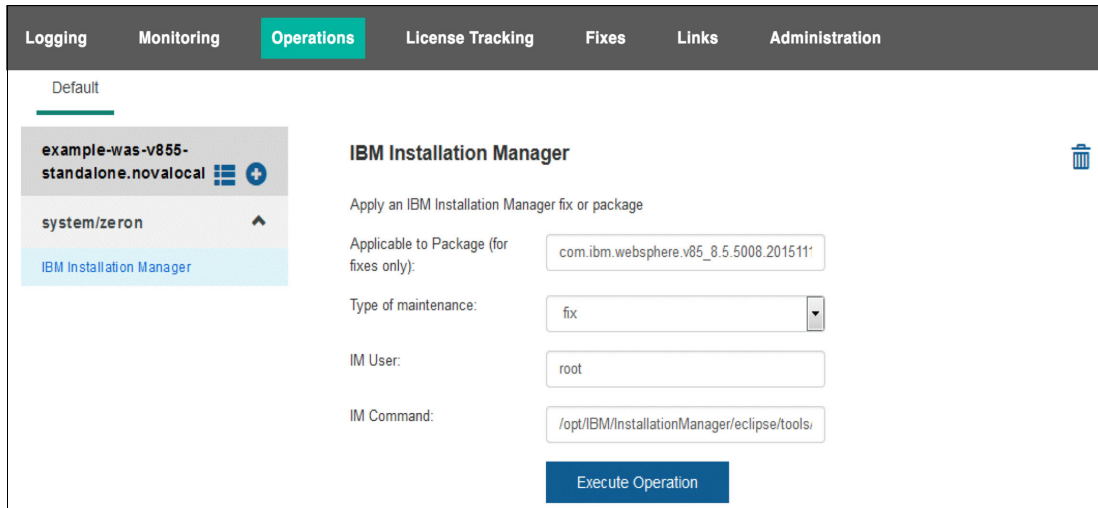 Logging Monitoring Operations License Tracking Fixes Links Administration
Default
example-was-v855-
standalone.novalocal
system/zeron
IBM Installation Manager
IBM Installation Manager
Apply an IBM Installation Manager fix or package
Applicable to Package (for
fixes only):
com.ibm.websphere.v85_8.5.5008.2015111
Type of maintenance:
fix
IM User:
root
IM Command:
/opt/IBM/InstallationManager/eclipse/tools/
Execute Operation